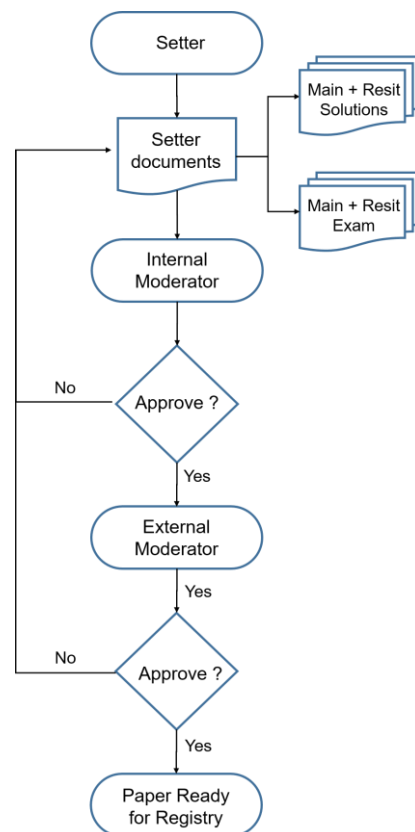 Setter
Setter
documents
Main + Resit
Solutions
Main + Resit
Exam
Internal
Moderator
Approve ?
No
Yes
External
Moderator
Yes
Approve ?
No
Yes
Paper Ready
for Registry